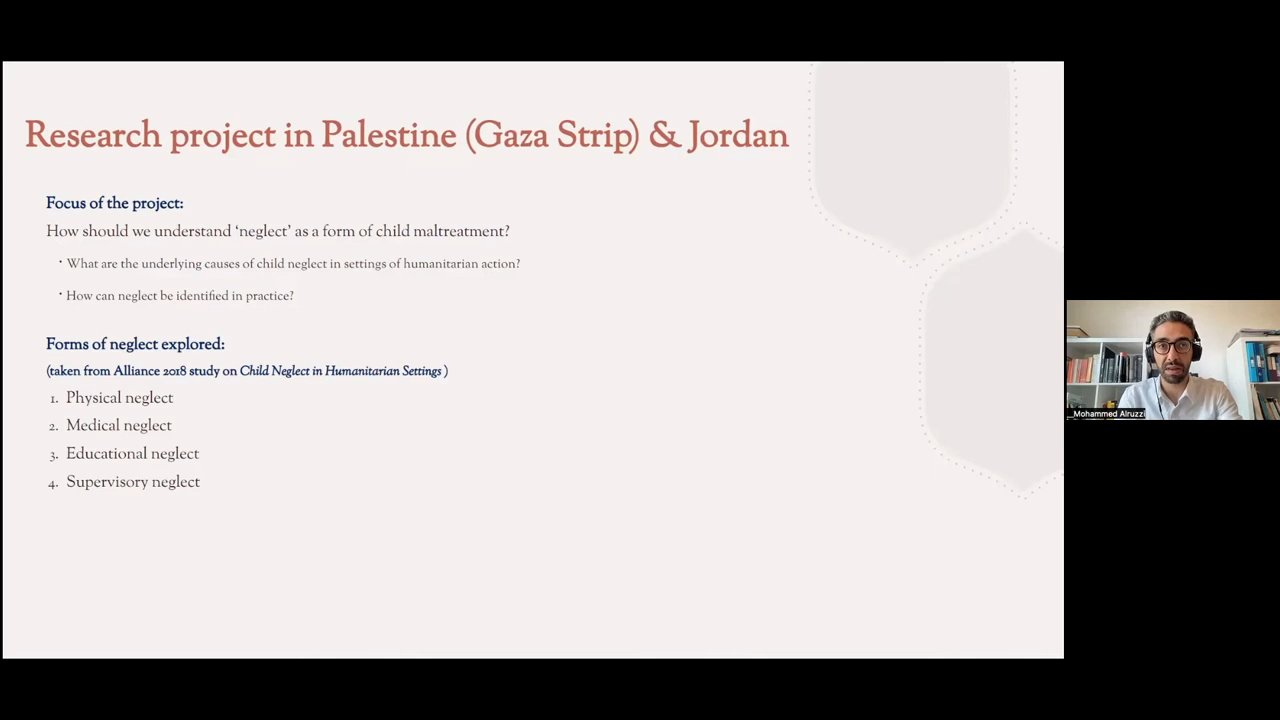 Research project in Palestine (Gaza Strip) & Jordan
Focus of the project:
How should we understand ‘neglect’ as a form of child maltreatment?
· What are the underlying causes of child neglect in settings of humanitarian action?
· How can neglect be identified in practice?
Forms of neglect explored:
(taken from Alliance 2018 study on Child Neglect in Humanitarian Settings )
1. Physical neglect
2. Medical neglect
3. Educational neglect
4. Supervisory neglect
__Mohammed Alruzzi